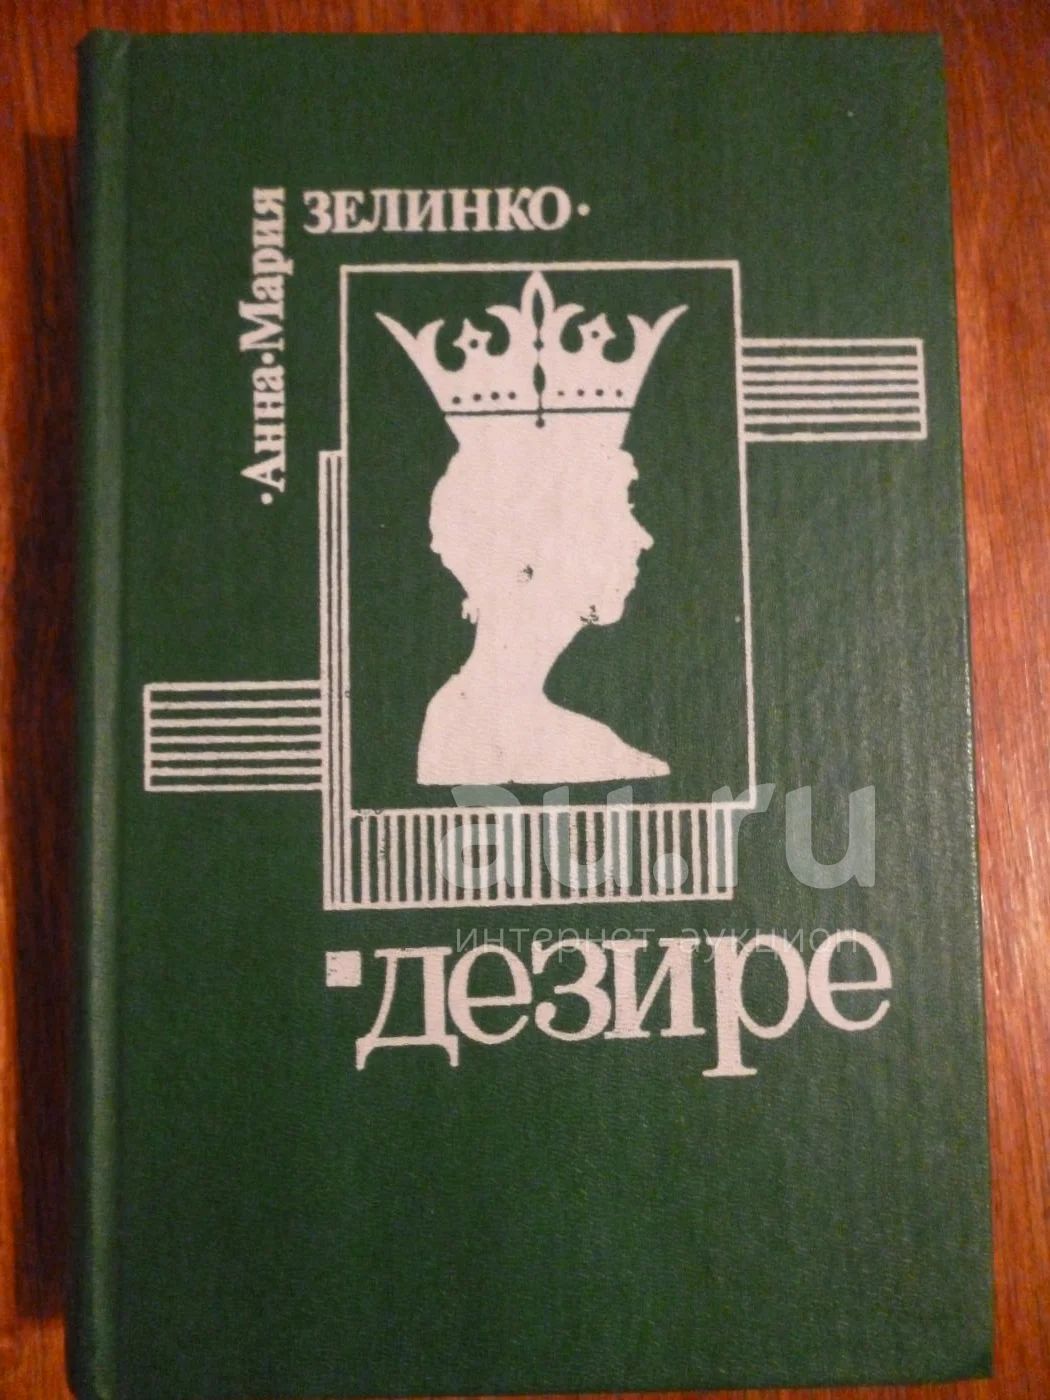 ·Анна·Мария
ЗЕЛИНКО·
au.ru
интернет аукцион
·дезире